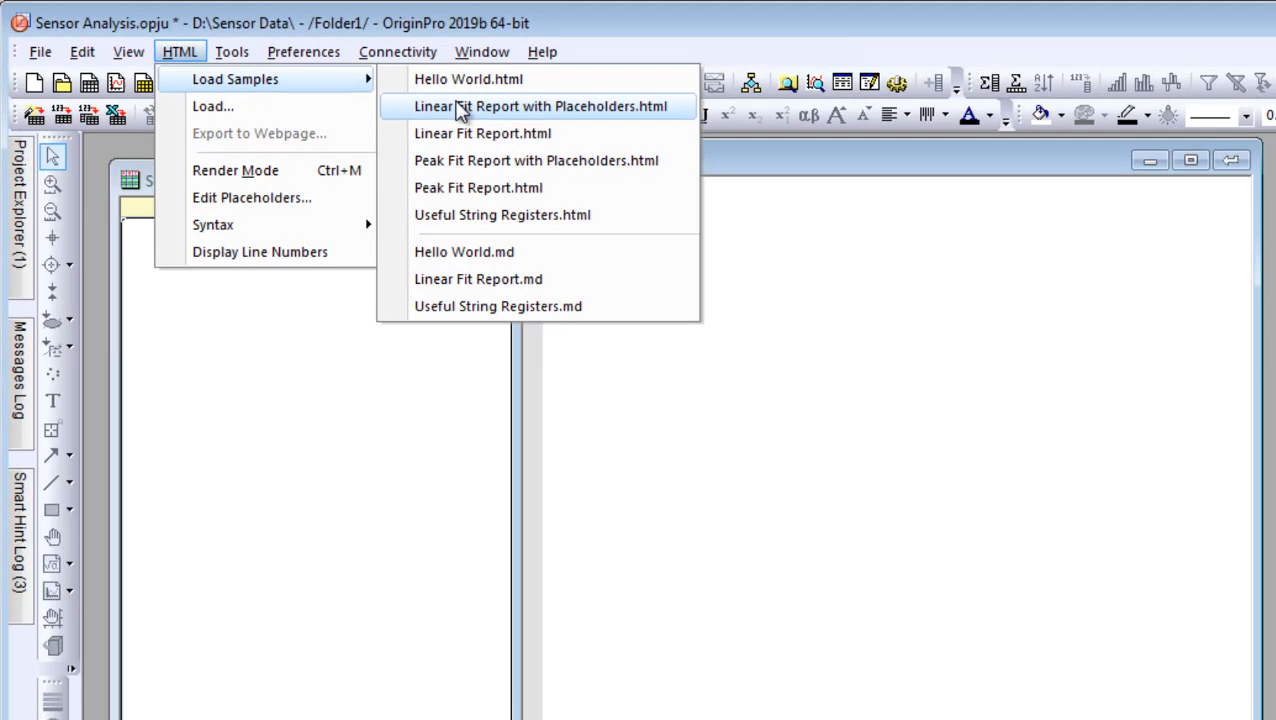 Sensor Analysis.opju * - D:\Sensor Data\ - /Folder1/ - OriginPro 2019b 64-bit
File Edit View HTML Tools Preferences Connectivity Window Help
Load Samples
Load...
Export to Webpage...
Render Mode Ctrl+M
Edit Placeholders...
Syntax
Display Line Numbers
Hello World.html
Linear Fit Report with Placeholders.html
Linear Fit Report.html
Peak Fit Report with Placeholders.html
Peak Fit Report.html
Useful String Registers.html
Hello World.md
Linear Fit Report.md
Useful String Registers.md
x² x₂ αβ A A A 0.
S
Project Explorer (1)
Messages Log
Smart Hint Log (3)
T